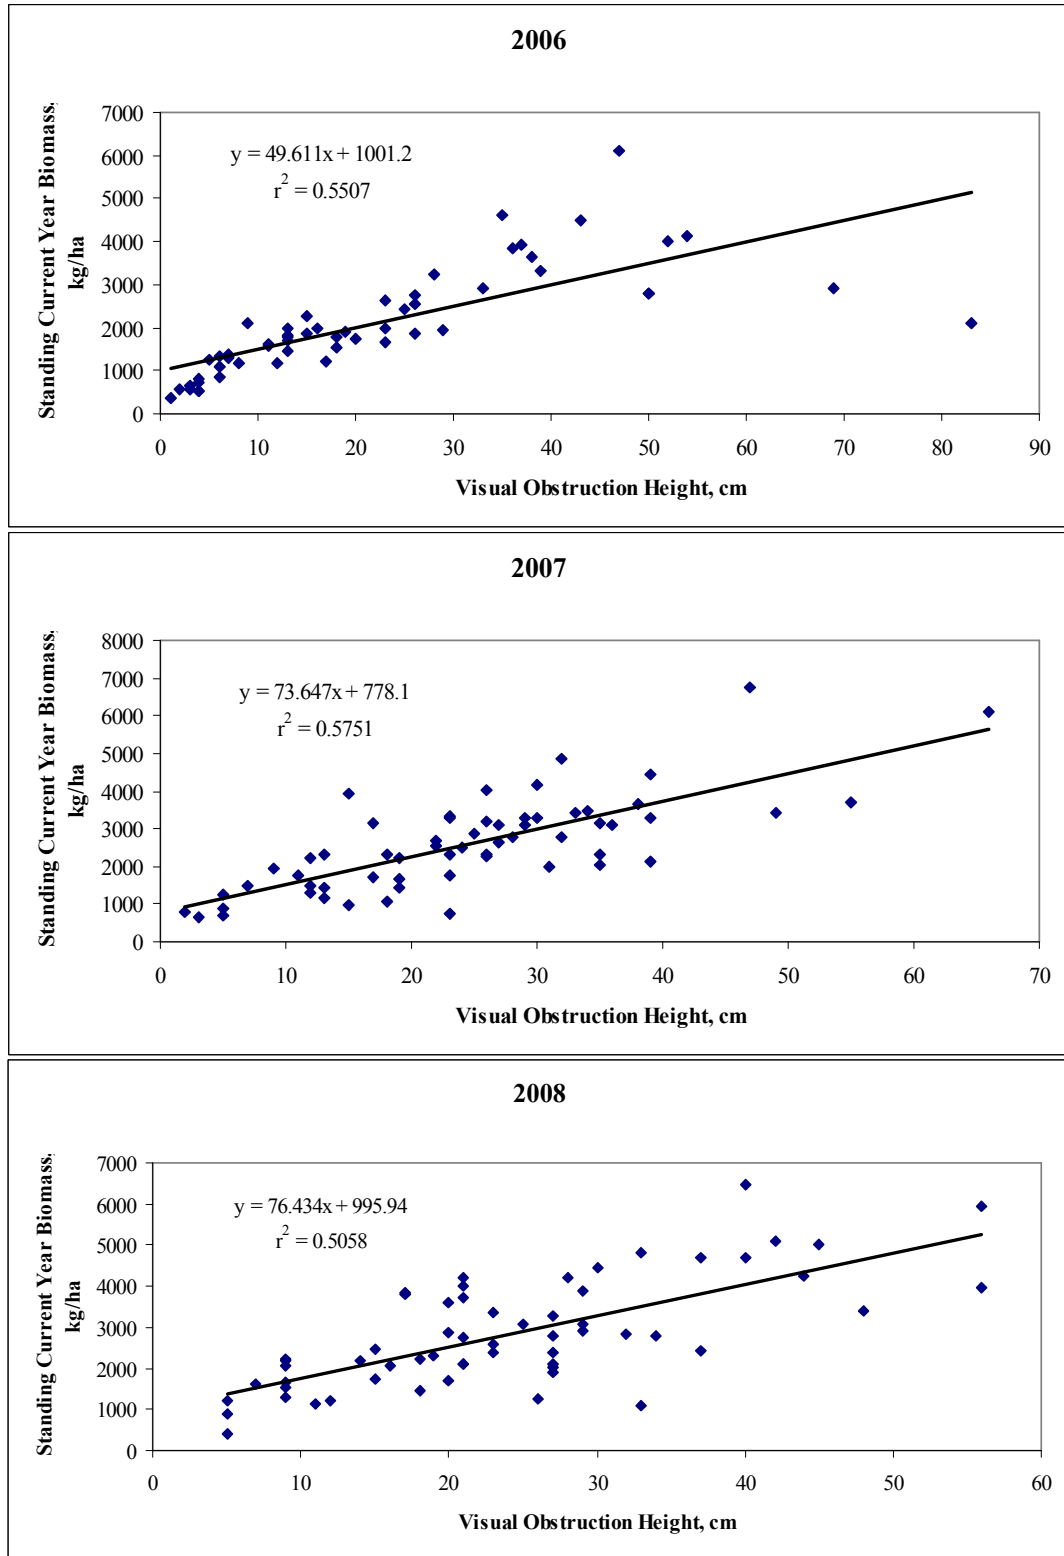 2006
Standing Current Year Biomass,
kg/ha
7000
6000
5000
4000
3000
2000
1000
0
y = 49.611x + 1001.2
r² = 0.5507
0 10 20 30 40 50 60 70 80 90
Visual Obstruction Height, cm
2007
Standing Current Year Biomass,
kg/ha
8000
7000
6000
5000
4000
3000
2000
1000
0
y = 73.647x + 778.1
r² = 0.5751
0 10 20 30 40 50 60 70
Visual Obstruction Height, cm
2008
Standing Current Year Biomass,
kg/ha
7000
6000
5000
4000
3000
2000
1000
0
y = 76.434x + 995.94
r² = 0.5058
0 10 20 30 40 50 60
Visual Obstruction Height, cm